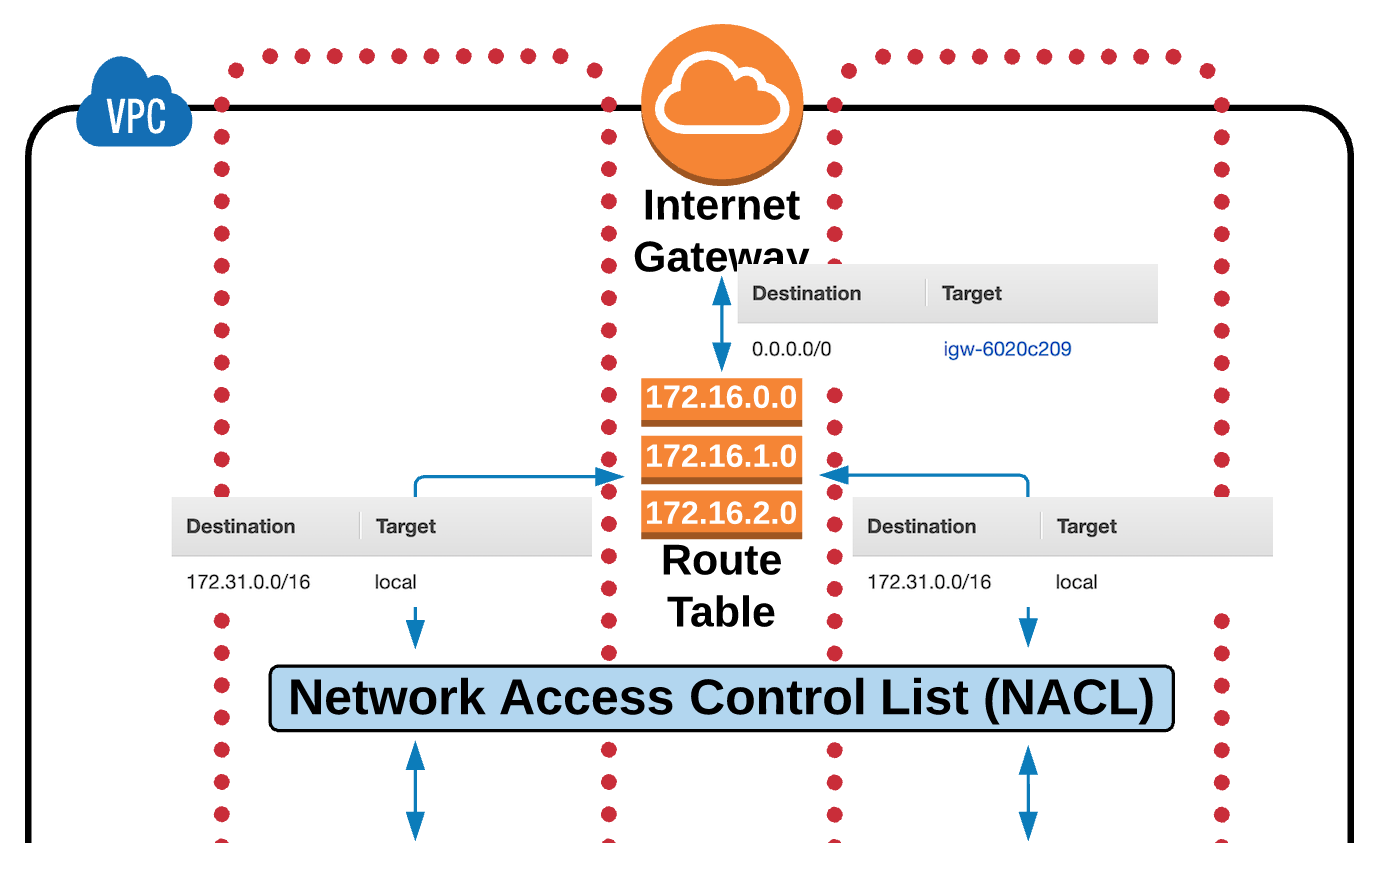 VPC
Internet
Gateway
Destination Target
0.0.0.0/0 igw-6020c209
172.16.0.0
172.16.1.0
172.16.2.0
Route
Table
Destination Target
172.31.0.0/16 local
Destination Target
172.31.0.0/16 local
Network Access Control List (NACL)